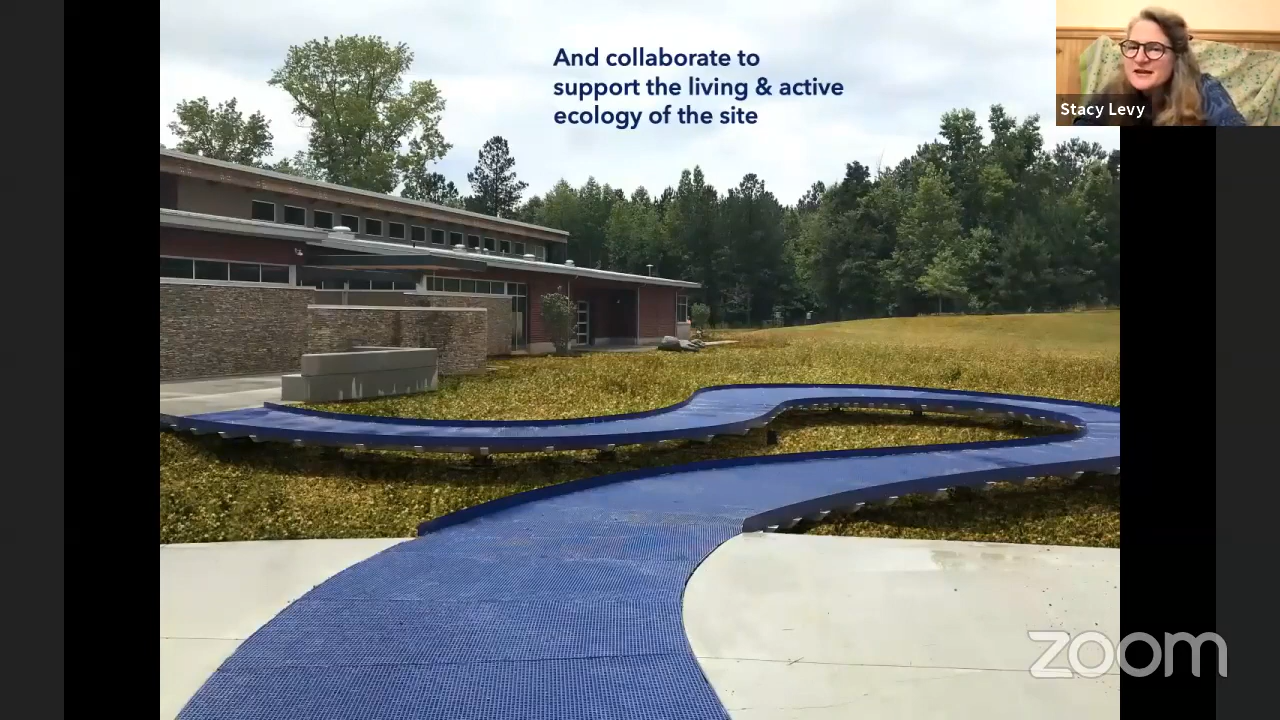 And collaborate to
support the living & active
ecology of the site
Stacy Levy
zoom